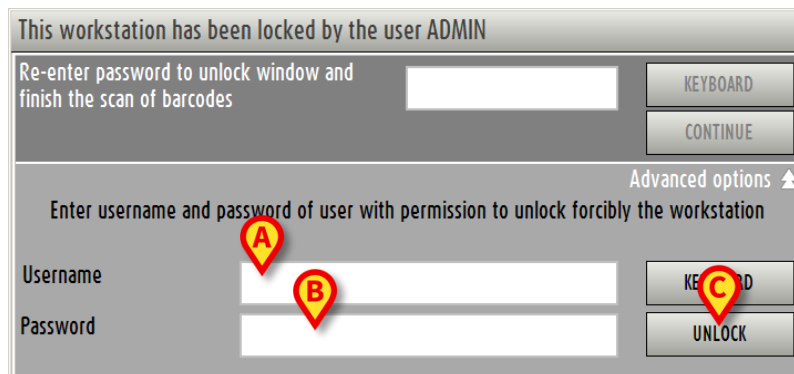 This workstation has been locked by the user ADMIN
Re-enter password to unlock window and
finish the scan of barcodes
KEYBOARD
CONTINUE
Advanced options
Enter username and password of user with permission to unlock forcibly the workstation
A
Username
B
C
Password
UNLOCK